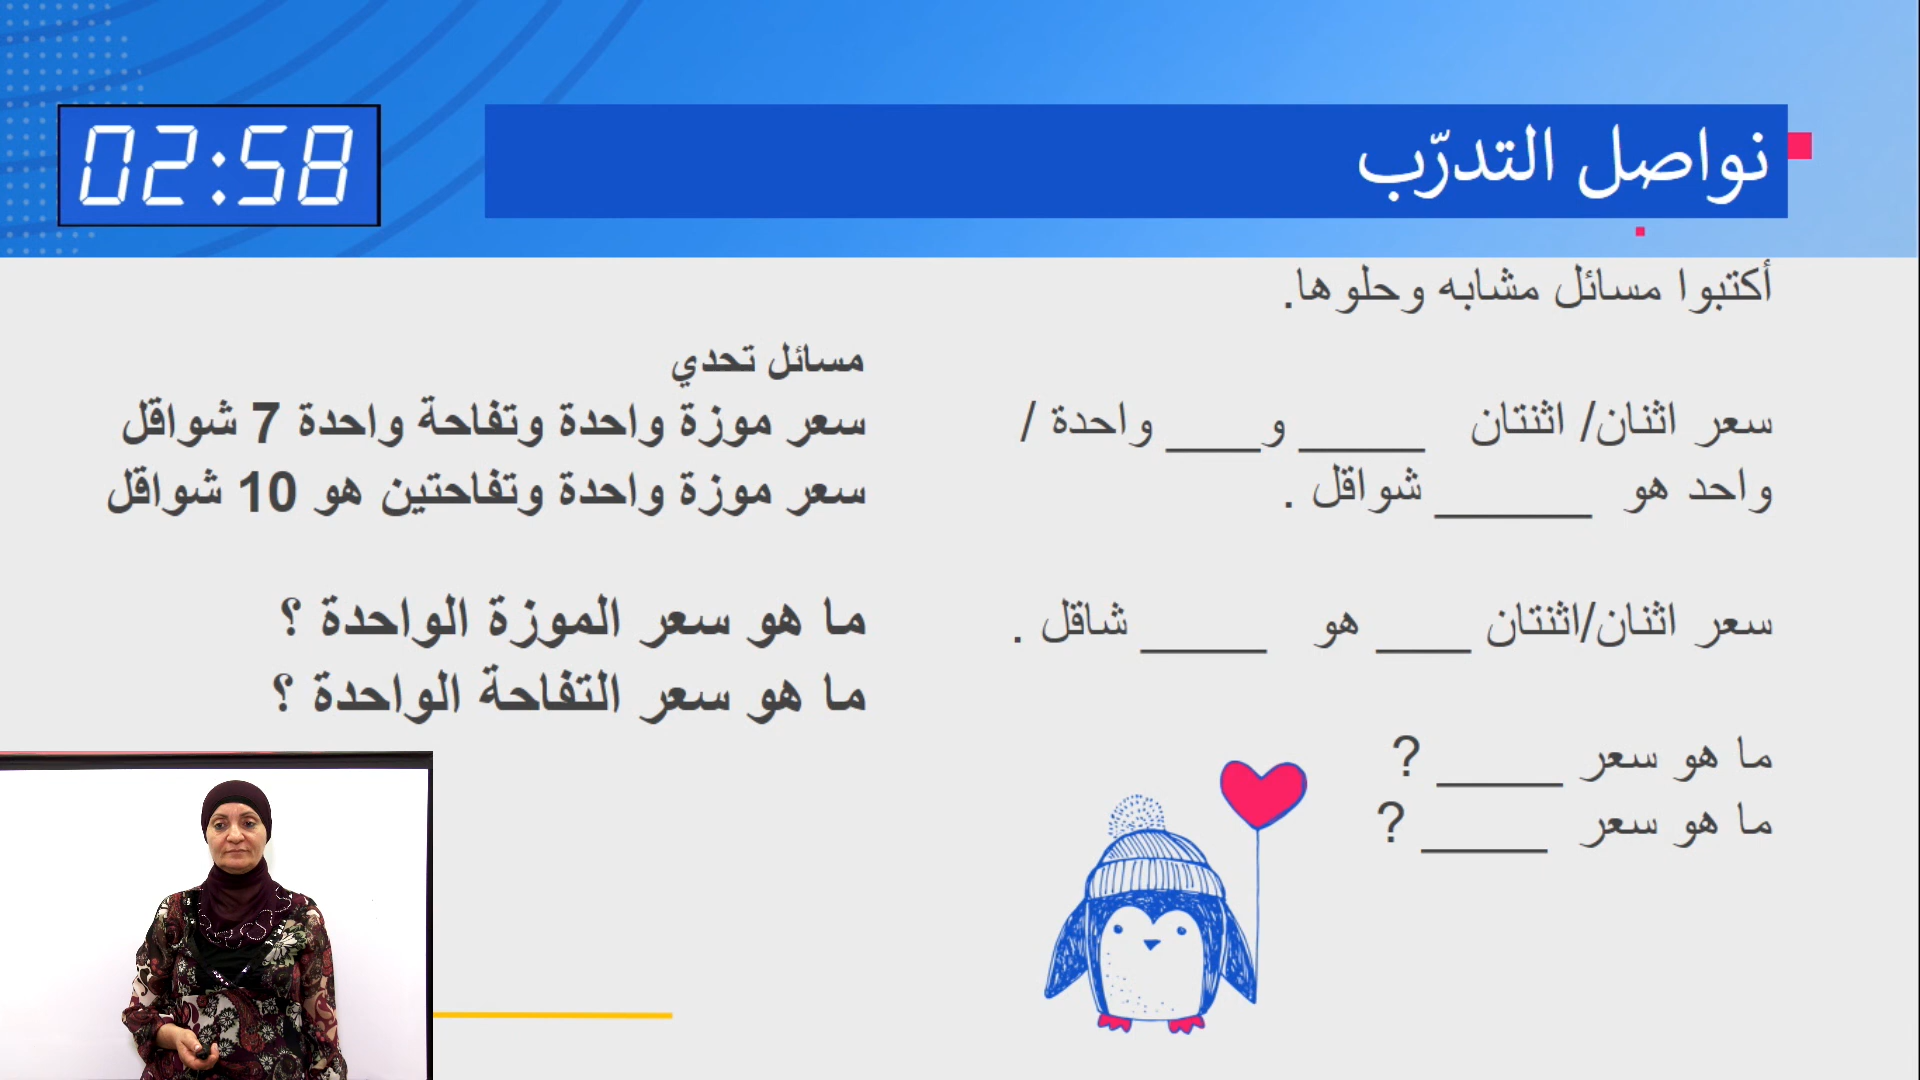 02:58
نواصل التدرّب
أكتبوا مسائل مشابه وحلوها.
سعر اثنان/ اثنتان _____ و____ واحدة /
واحد هو ______ شواقل .
سعر اثنان/اثنتان ____ هو _____ شاقل .
ما هو سعر _____ ?
ما هو سعر _____ ?
مسائل تحدي
سعر موزة واحدة وتفاحة واحدة 7 شواقل
سعر موزة واحدة وتفاحتين هو 10 شواقل
ما هو سعر الموزة الواحدة ؟
ما هو سعر التفاحة الواحدة ؟